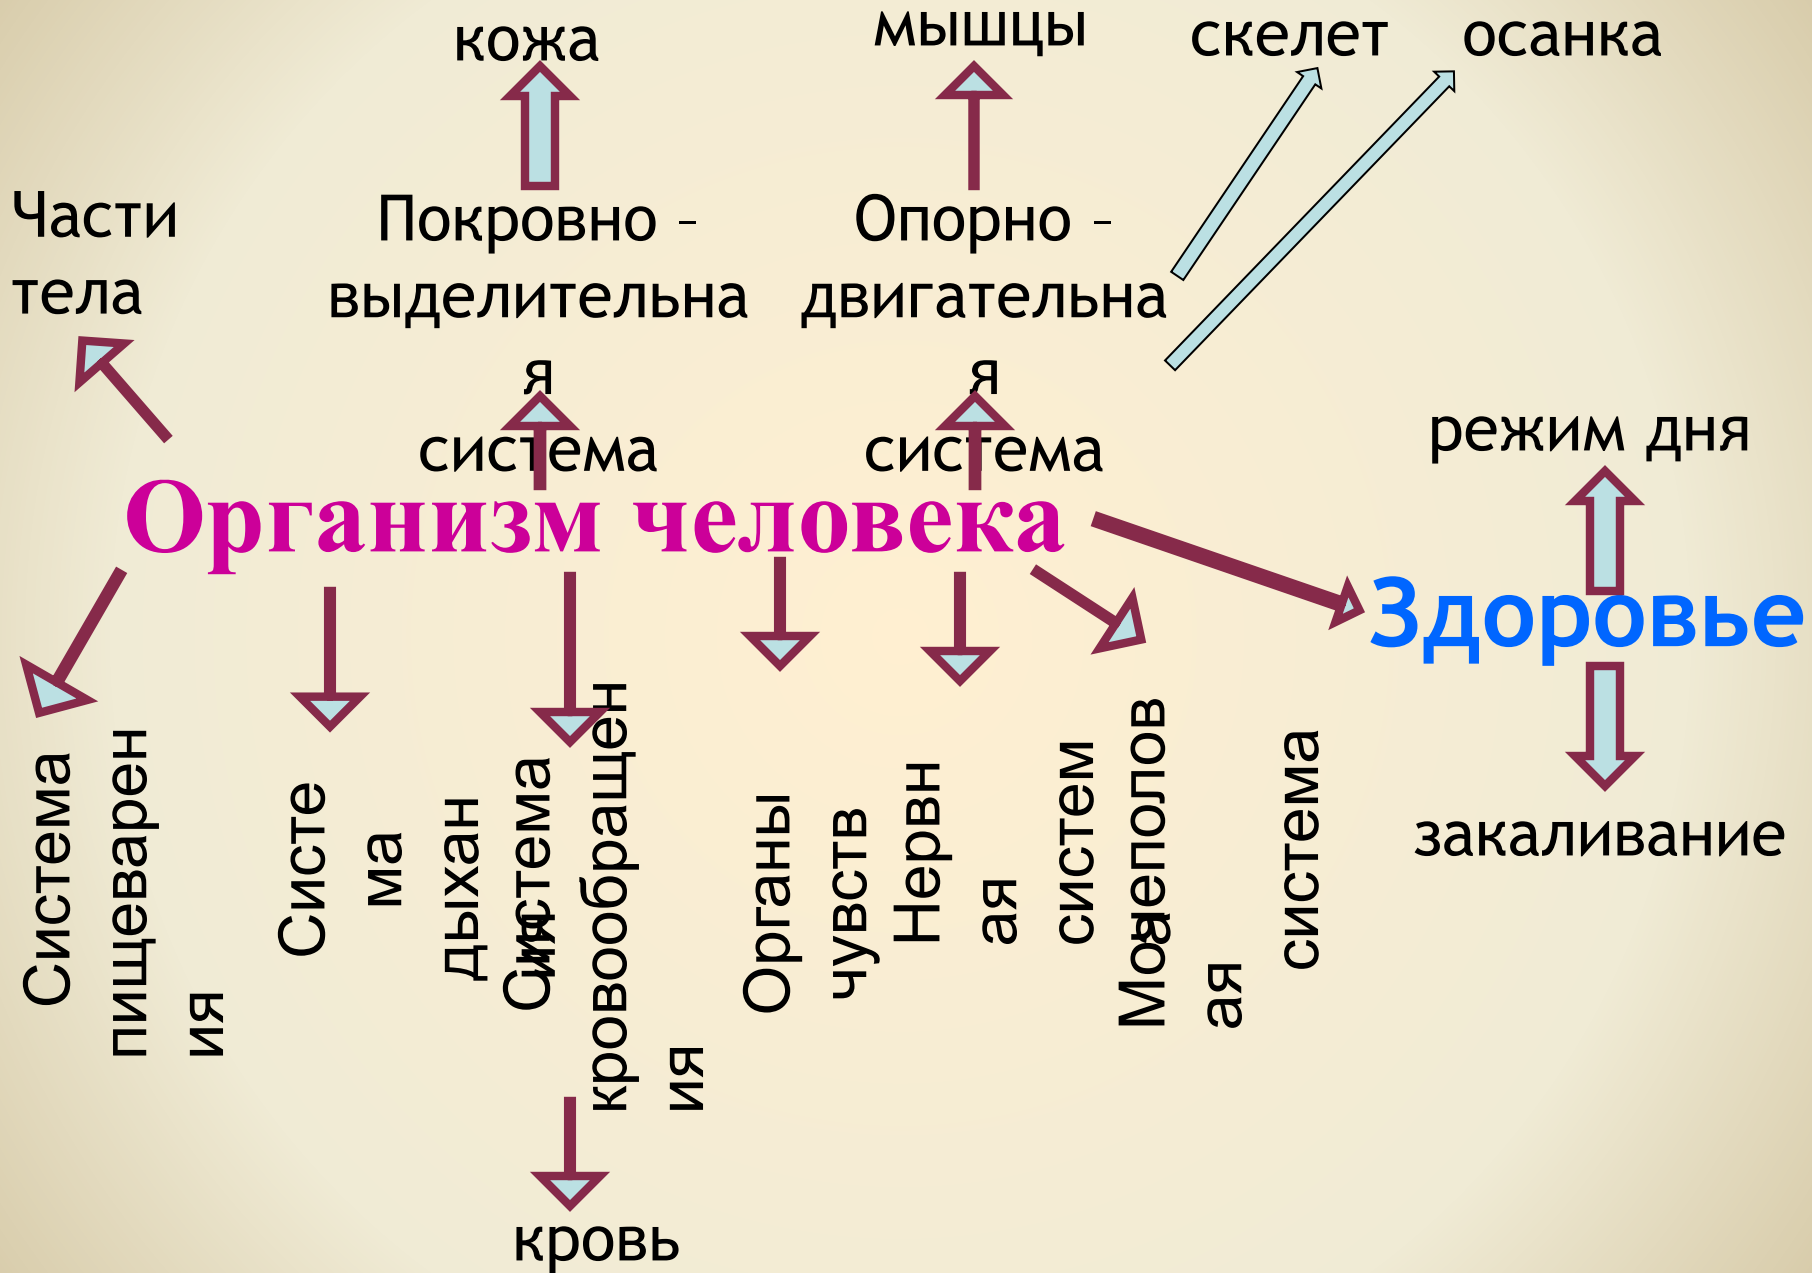 кожа
мышцы
скелет
осанка
Части
тела
Покровно –
выделительна
я
система
Опорно –
двигательна
я
система
режим дня
Организм человека
Здоровье
закаливание
Система
пищеварен
ия
Систе
ма
дыхан
ия
Система
кровообращен
ия
Органы
чувств
Нервн
ая
систем
а
Мочеполов
ая
система
кровь